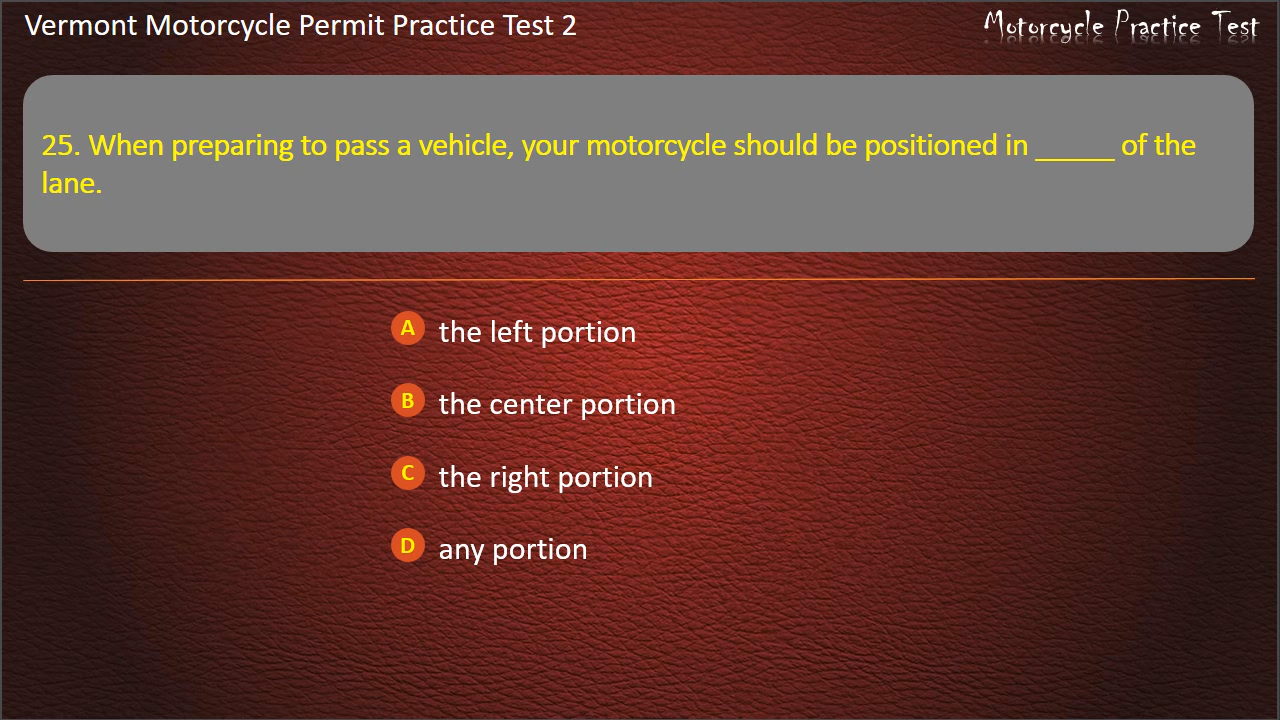 Vermont Motorcycle Permit Practice Test 2
Motorcycle Practice Test
25. When preparing to pass a vehicle, your motorcycle should be positioned in _____ of the
lane.
A the left portion
B the center portion
C the right portion
D any portion